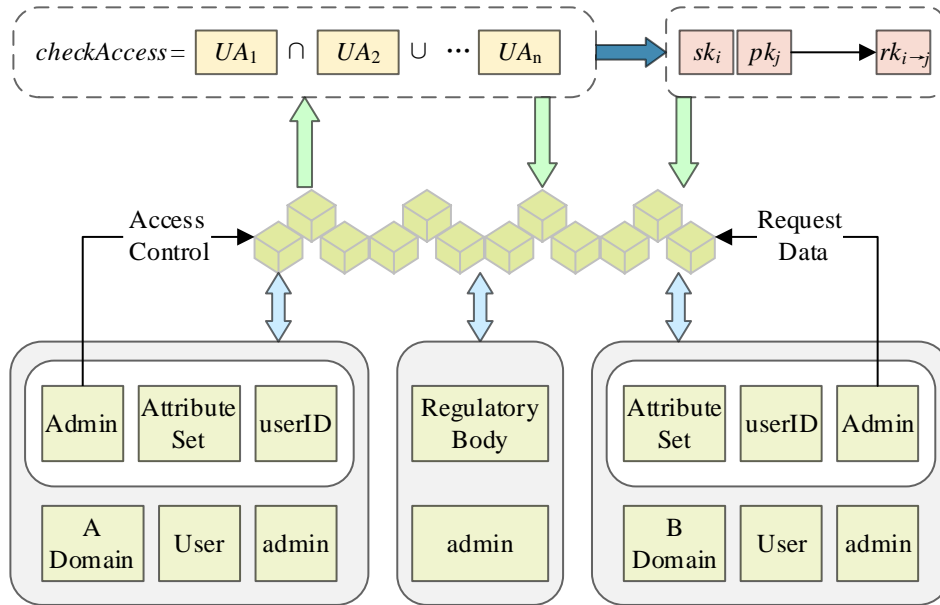 checkAccess = UA₁ ∩ UA₂ ∪ ⋯ UAₙ
skᵢ pkⱼ rkᵢ→ⱼ
Access
Control
Request
Data
Admin
Attribute
Set
userID
Regulatory
Body
Attribute
Set
userID
Admin
A
Domain
User
admin
admin
B
Domain
User
admin